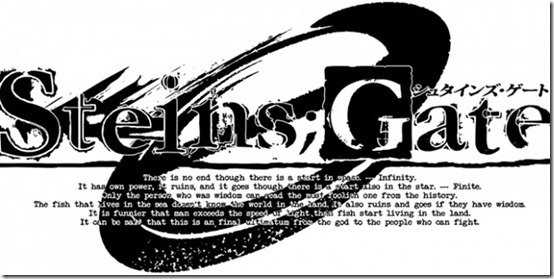 Steins;Gate
シュタインズ・ゲート
There is no end though there is a start in space. --- Infinity.
It has own power, it ruins, and it goes though there is a start also in the star. --- Finite.
Only the person who was wisdom can read the most foolish one from the history.
The fish that lives in the sea doesn't know the world in the land. It also ruins and goes if they have wisdom.
It is funnier that man exceeds the speed of light than fish start living in the land.
It can be said that this is an final ultimatum from the god to the people who can fight.